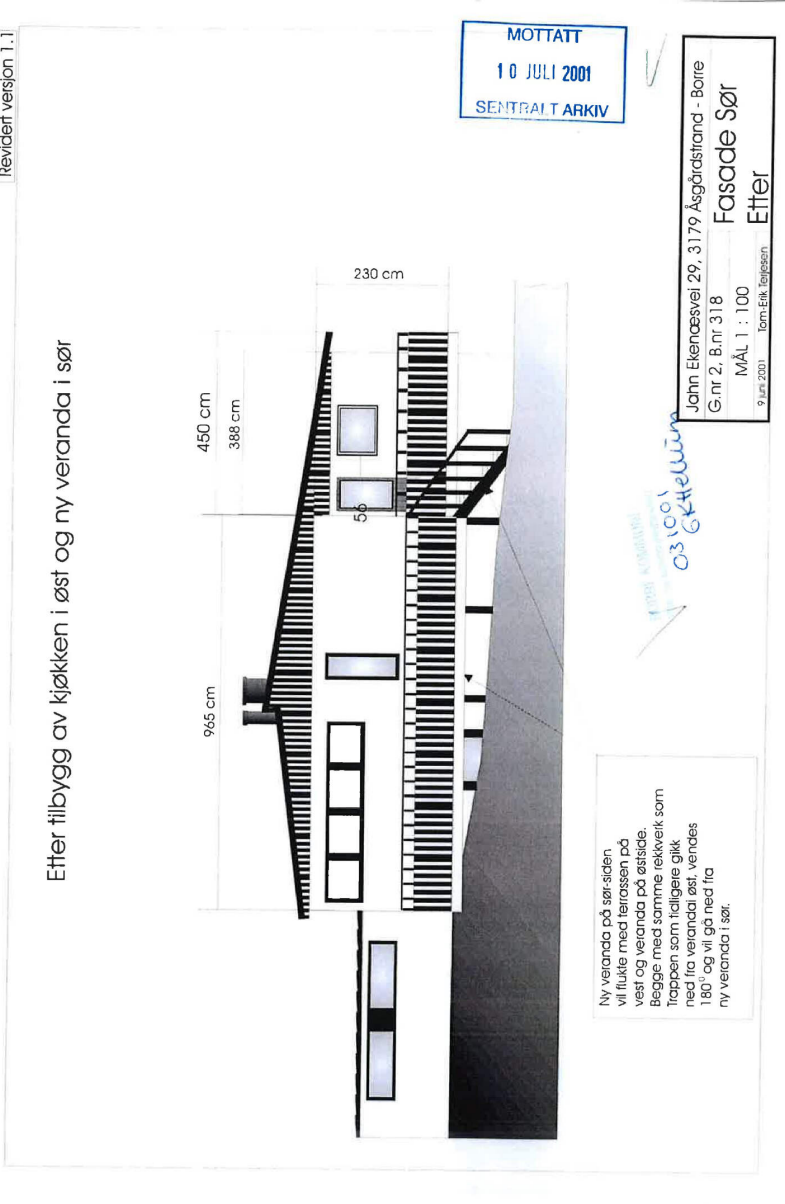 Revidert versjon 1.1
Etter tilbygg av kjøkken i øst og ny veranda i sør
MOTTATT
10 JULI 2001
SENTRALT ARKIV
965 cm
450 cm
388 cm
230 cm
56
Ny veranda på sør-siden
vil flukte med terrassen på
vest og veranda på østside.
Begge med samme rekkverk som
Trappen som tidligere gikk
ned fra verandai øst, vendes
180° og vil gå ned fra
ny veranda i sør.
031001
GKHellum
Jahn Ekenæsvei 29, 3179 Åsgårdstrand - Borre
G.nr 2, B.nr 318
Fasade Sør
MÅL 1 : 100
Etter
9 juni 2001 Tom-Erik Terjesen